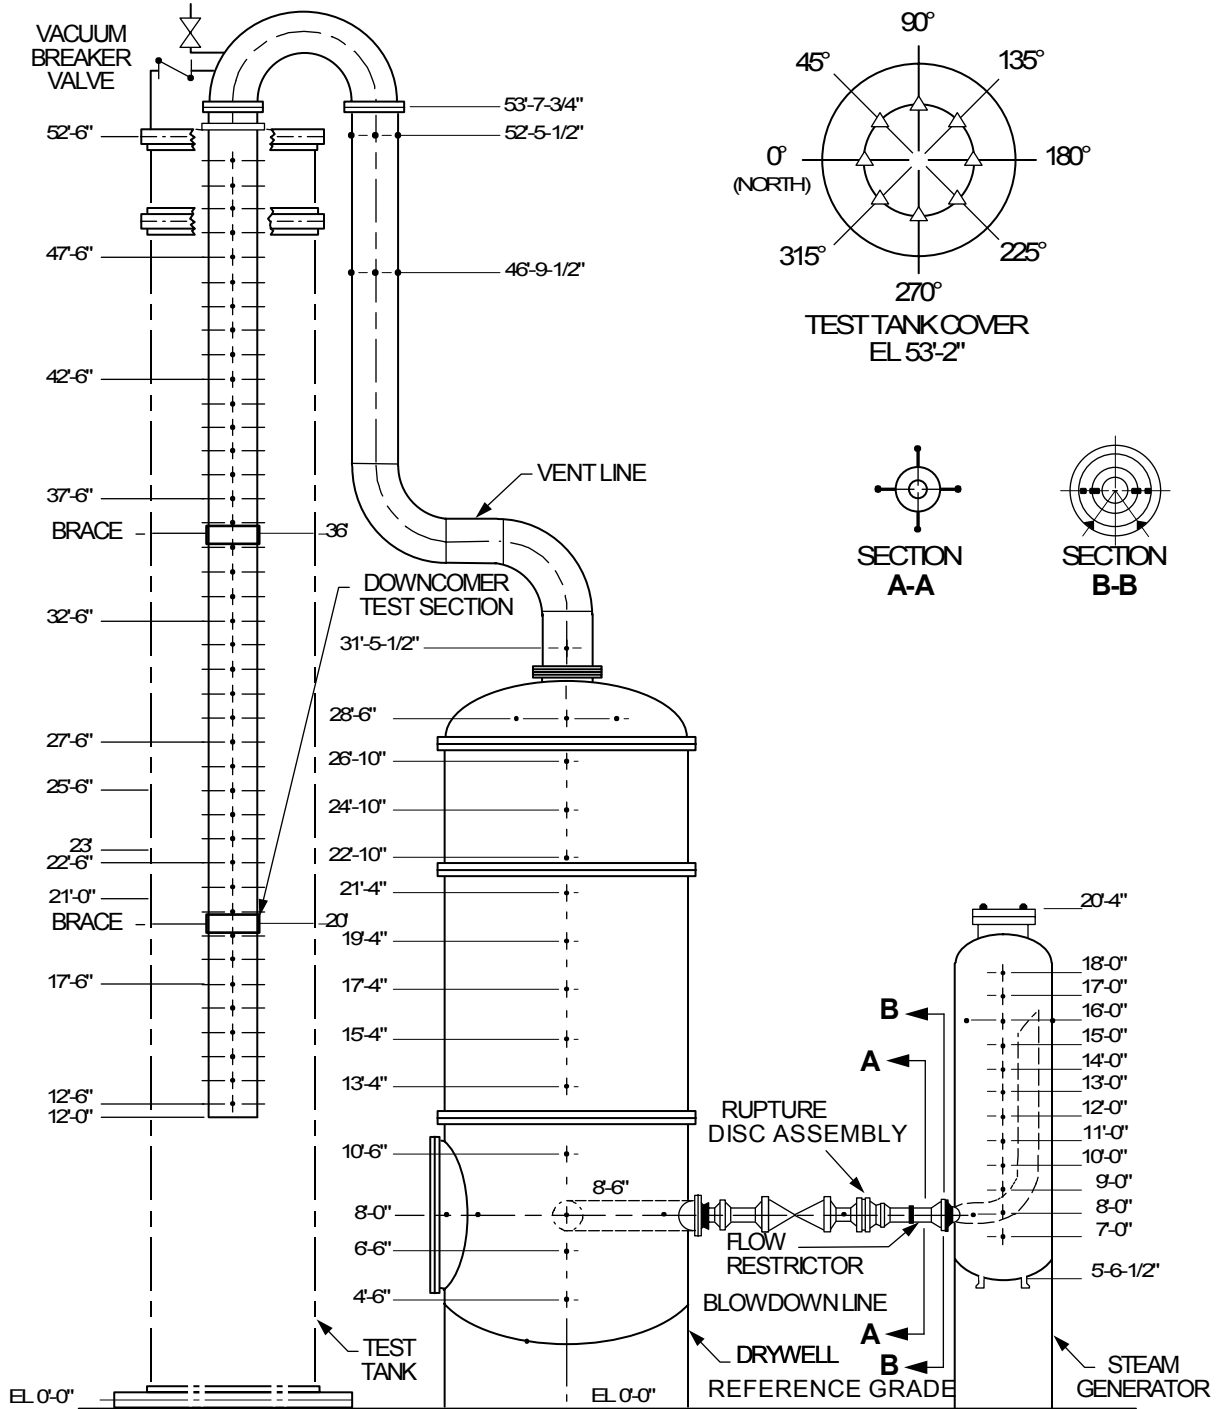 VACUUM
BREAKER
VALVE
52'-6"
47'-6"
42'-6"
37'-6"
BRACE
36'
32'-6"
27'-6"
25'-6"
23'
22'-6"
21'-0"
BRACE
20'
17'-6"
12'-6"
12'-0"
EL 0'-0"
TEST
TANK
DOWNCOMER
TEST SECTION
53'-7-3/4"
52'-5-1/2"
46'-9-1/2"
VENT LINE
31'-5-1/2"
28'-6"
26'-10"
24'-10"
22'-10"
21'-4"
19'-4"
17'-4"
15'-4"
13'-4"
10'-6"
8'-6"
8'-0"
6'-6"
4'-6"
EL 0'-0"
90°
45°
135°
0°
(NORTH)
180°
315°
225°
270°
TEST TANK COVER
EL 53'-2"
SECTION
A-A
SECTION
B-B
20'-4"
18'-0"
17'-0"
16'-0"
15'-0"
14'-0"
13'-0"
12'-0"
11'-0"
10'-0"
9'-0"
8'-0"
7'-0"
5'-6-1/2"
B
A
RUPTURE
DISC ASSEMBLY
FLOW
RESTRICTOR
BLOWDOWN LINE
A
B
DRYWELL
REFERENCE GRADE
STEAM
GENERATOR